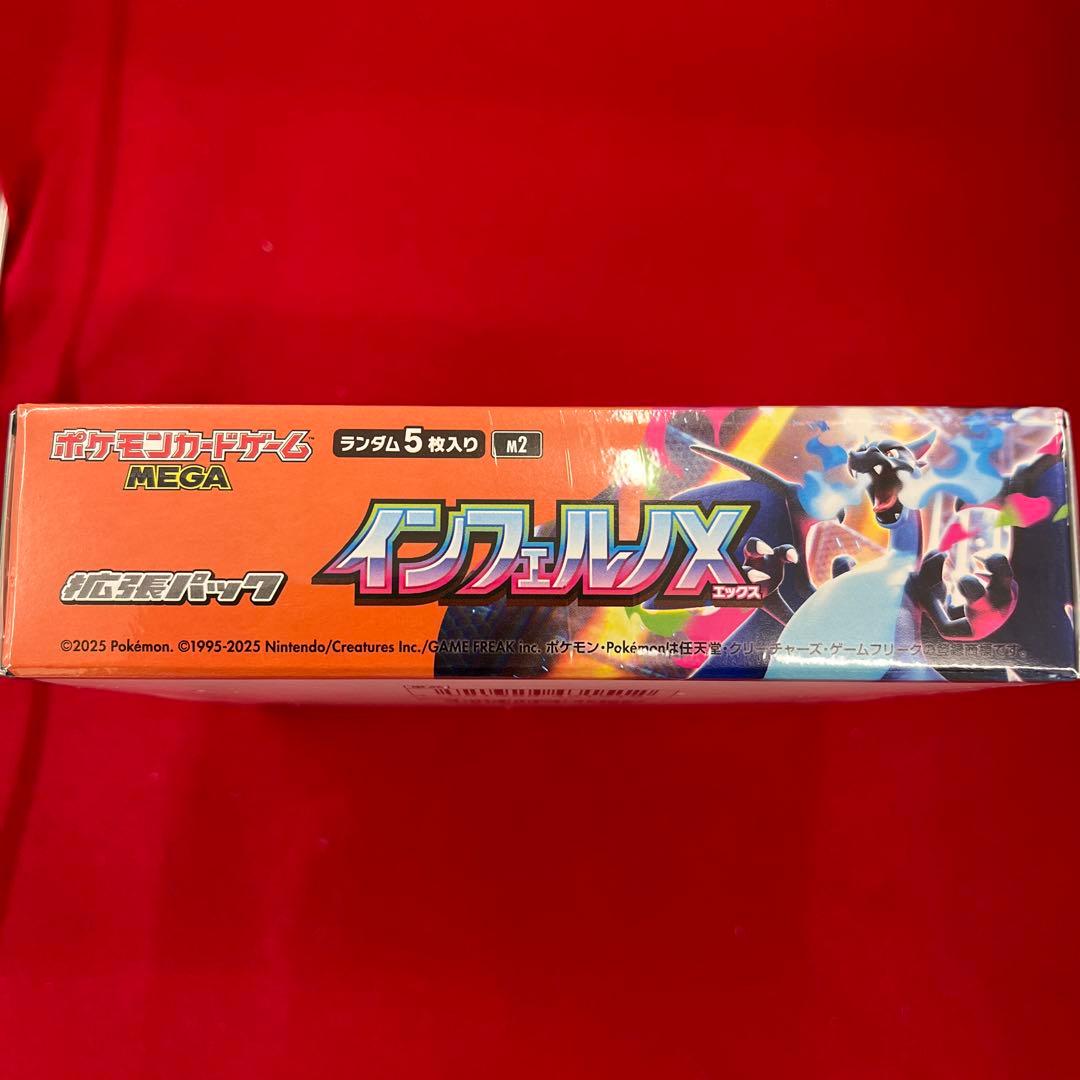 ポケモンカードゲーム™
MEGA
ランダム5枚入り
M2
インフェルノX
エックス
拡張パック
©2025 Pokémon. ©1995-2025 Nintendo/Creatures Inc./GAME FREAK inc. ポケモン・Pokémonは任天堂・クリーチャーズ・ゲームフリークの登録商標です。